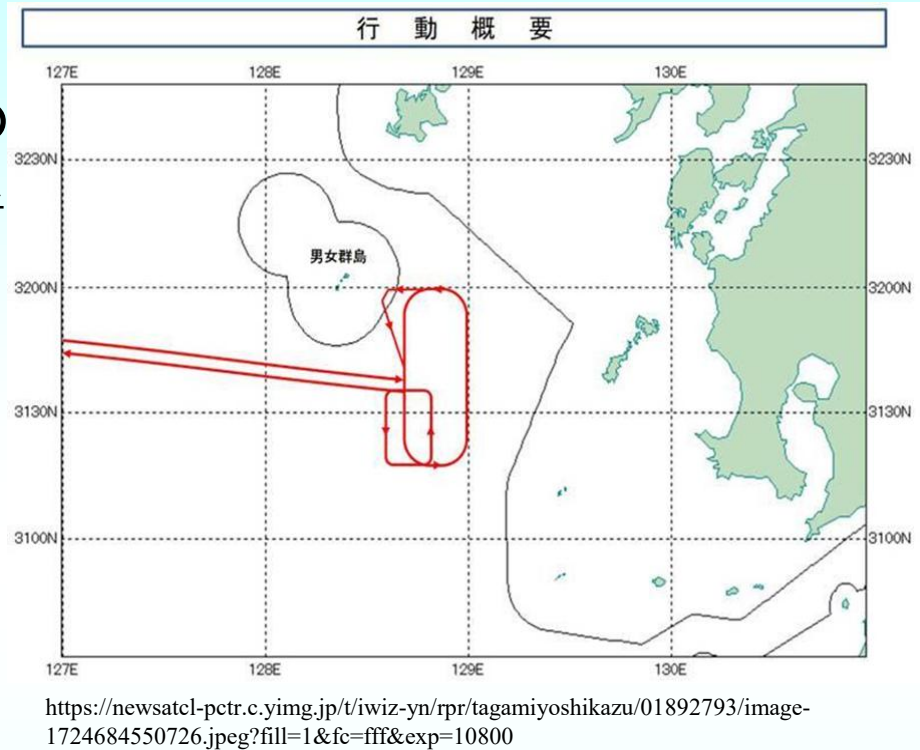 行 動 概 要
127E 128E 129E 130E
3230N 3230N
男女群島
3200N 3200N
3130N 3130N
3100N 3100N
127E 128E 129E 130E
https://newsatcl-pctr.c.yimg.jp/t/iwiz-yn/rpr/tagamiyoshikazu/01892793/image-
1724684550726.jpeg?fill=1&fc=fff&exp=10800